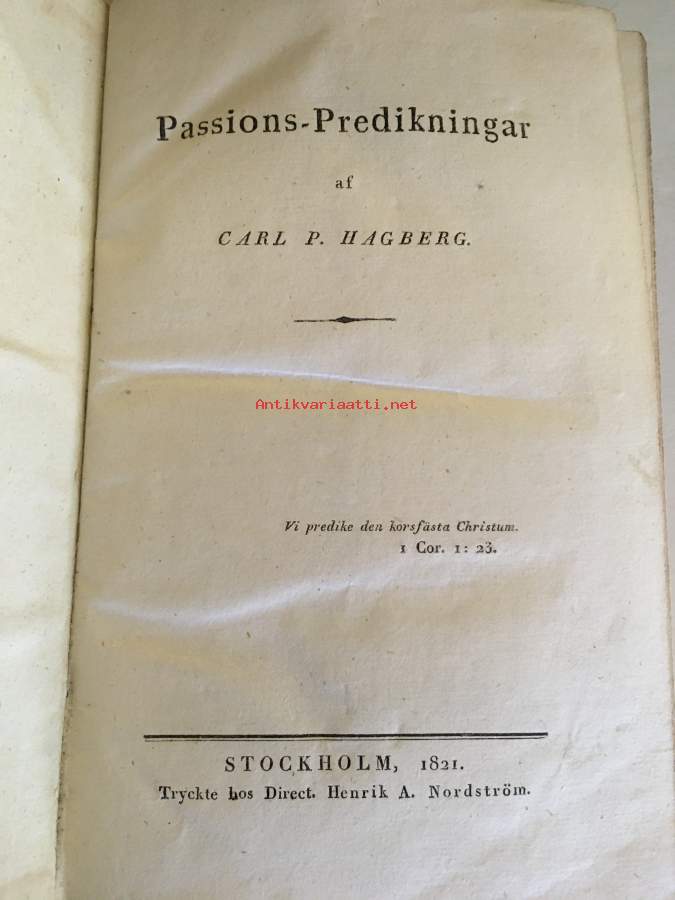 Passions-Predikningar
af
CARL P. HAGBERG.
Antikvariaatti.net
Vi predike den korsfästa Christum.
1 Cor. 1: 23.
STOCKHOLM, 1821.
Tryckte hos Direct. Henrik A. Nordström.